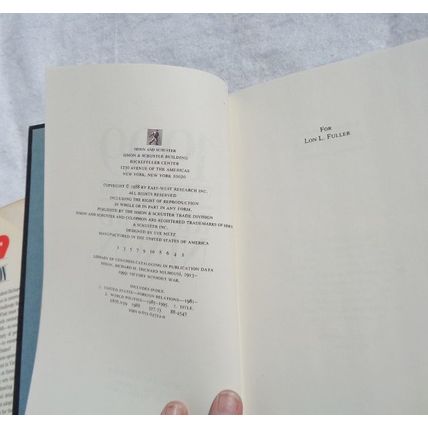 SIMON AND SCHUSTER
SIMON & SCHUSTER BUILDING
ROCKEFELLER CENTER
1230 AVENUE OF THE AMERICAS
NEW YORK, NEW YORK 10020
COPYRIGHT © 1988 BY EAST-WEST RESEARCH INC.
ALL RIGHTS RESERVED
INCLUDING THE RIGHT OF REPRODUCTION
IN WHOLE OR IN PART IN ANY FORM.
PUBLISHED BY THE SIMON & SCHUSTER TRADE DIVISION
SIMON AND SCHUSTER AND COLOPHON ARE REGISTERED TRADEMARKS OF SIMON
& SCHUSTER INC.
DESIGNED BY EVE METZ
MANUFACTURED IN THE UNITED STATES OF AMERICA
1 3 5 7 9 10 8 6 4 2
LIBRARY OF CONGRESS CATALOGING IN PUBLICATION DATA
NIXON, RICHARD M. (RICHARD MILHOUS), 1913–
1999: VICTORY WITHOUT WAR.
INCLUDES INDEX.
1. UNITED STATES—FOREIGN RELATIONS—1981–
2. WORLD POLITICS—1985–1995. I. TITLE.
1988
FOR
LON L. FULLER